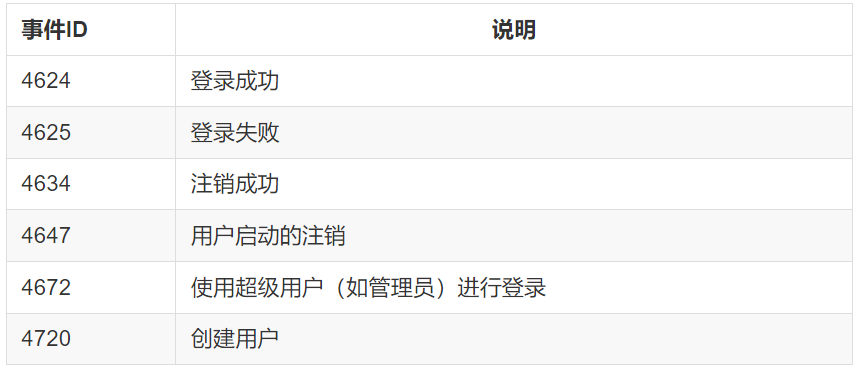 事件ID 说明
4624 登录成功
4625 登录失败
4634 注销成功
4647 用户启动的注销
4672 使用超级用户（如管理员）进行登录
4720 创建用户